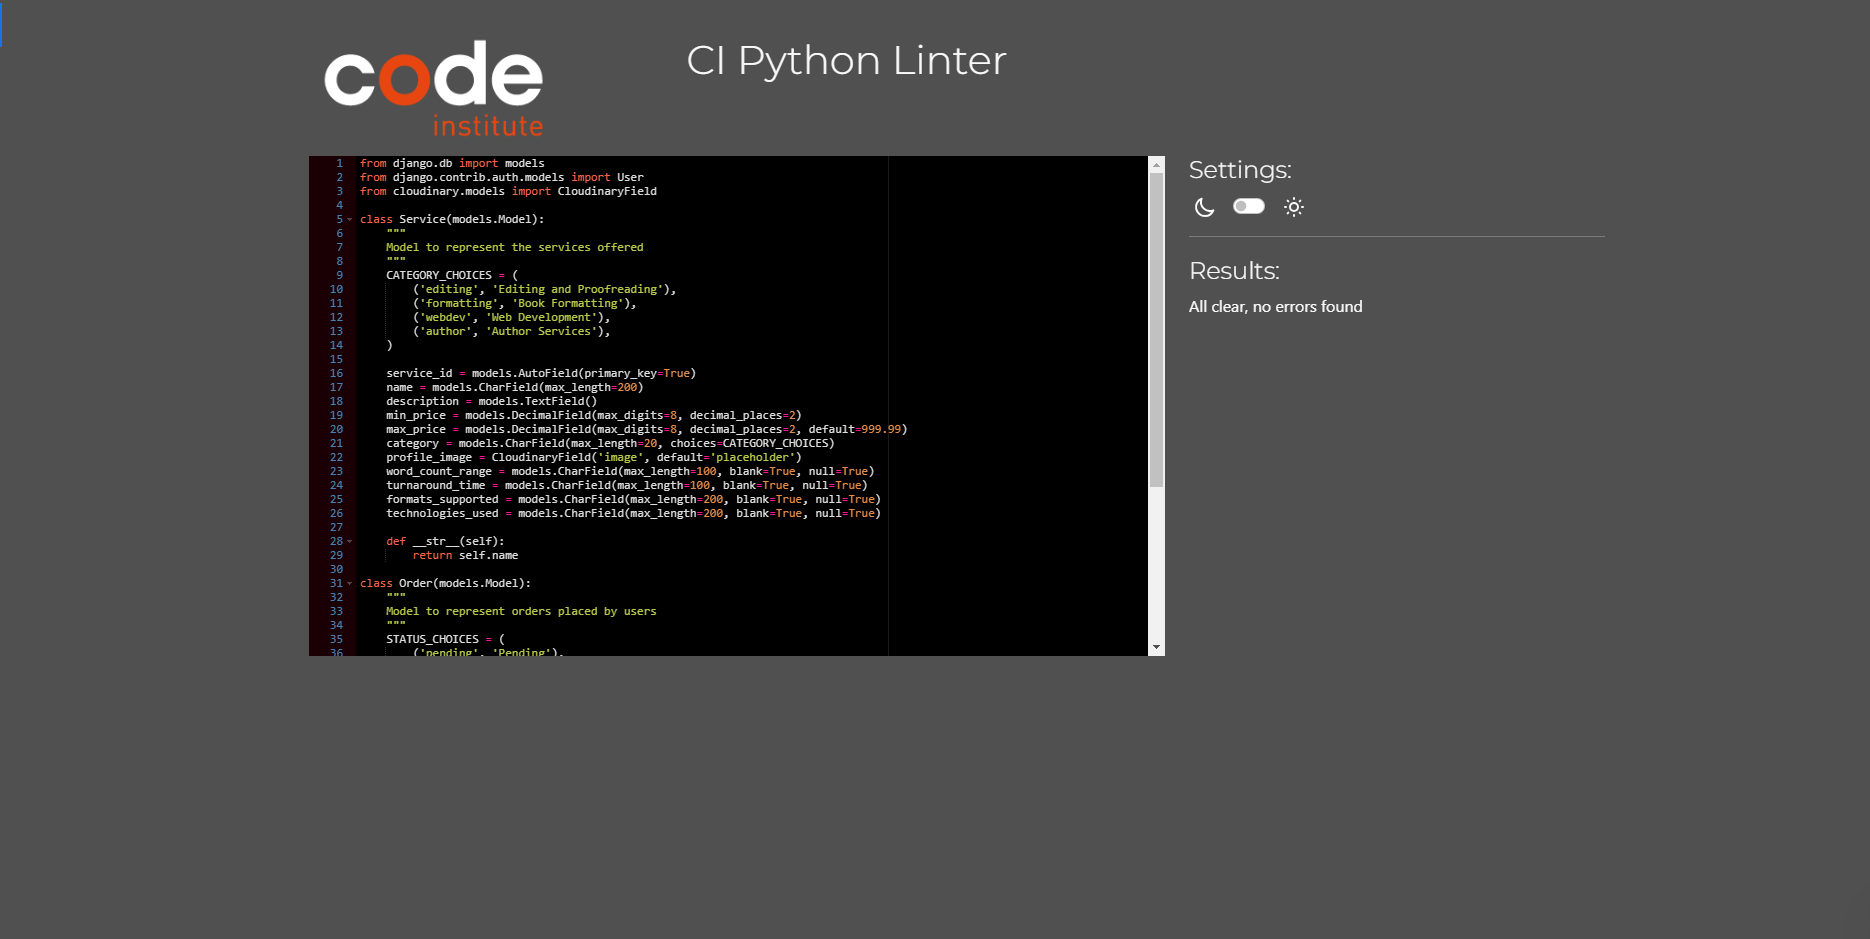 code
institute
CI Python Linter
1 from django.db import models
2 from django.contrib.auth.models import User
3 from cloudinary.models import CloudinaryField
4
5 class Service(models.Model):
6     """
7     Model to represent the services offered
8     """
9     CATEGORY_CHOICES = (
10         ('editing', 'Editing and Proofreading'),
11         ('formatting', 'Book Formatting'),
12         ('webdev', 'Web Development'),
13         ('author', 'Author Services'),
14     )
15
16     service_id = models.AutoField(primary_key=True)
17     name = models.CharField(max_length=200)
18     description = models.TextField()
19     min_price = models.DecimalField(max_digits=8, decimal_places=2)
20     max_price = models.DecimalField(max_digits=8, decimal_places=2, default=999.99)
21     category = models.CharField(max_length=20, choices=CATEGORY_CHOICES)
22     profile_image = CloudinaryField('image', default='placeholder')
23     word_count_range = models.CharField(max_length=100, blank=True, null=True)
24     turnaround_time = models.CharField(max_length=100, blank=True, null=True)
25     formats_supported = models.CharField(max_length=200, blank=True, null=True)
26     technologies_used = models.CharField(max_length=200, blank=True, null=True)
27
28     def __str__(self):
29         return self.name
30
31 class Order(models.Model):
32     """
33     Model to represent orders placed by users
34     """
35     STATUS_CHOICES = (
36         ('pending', 'Pending'),
Settings:
Results:
All clear, no errors found